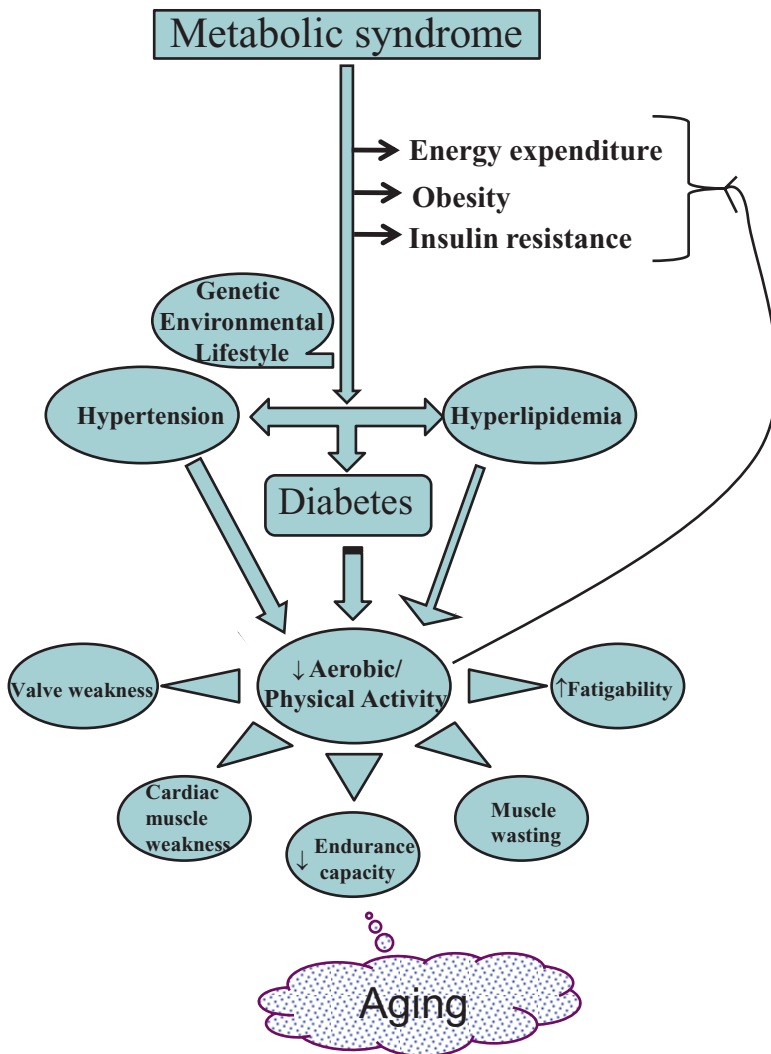 Metabolic syndrome
Energy expenditure
Obesity
Insulin resistance
Genetic
Environmental
Lifestyle
Hypertension
Hyperlipidemia
Diabetes
↓ Aerobic/
Physical Activity
Valve weakness
↑Fatigability
Cardiac
muscle
weakness
Muscle
wasting
↓ Endurance
capacity
Aging